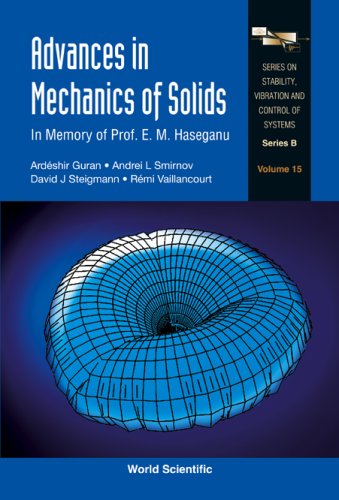 Advances in
Mechanics of Solids
In Memory of Prof. E. M. Haseganu
Ardéshir Guran • Andrei L Smirnov
David J Steigmann • Rémi Vaillancourt
SERIES ON
STABILITY,
VIBRATION AND
CONTROL OF
SYSTEMS
Series B
Volume 15
World Scientific